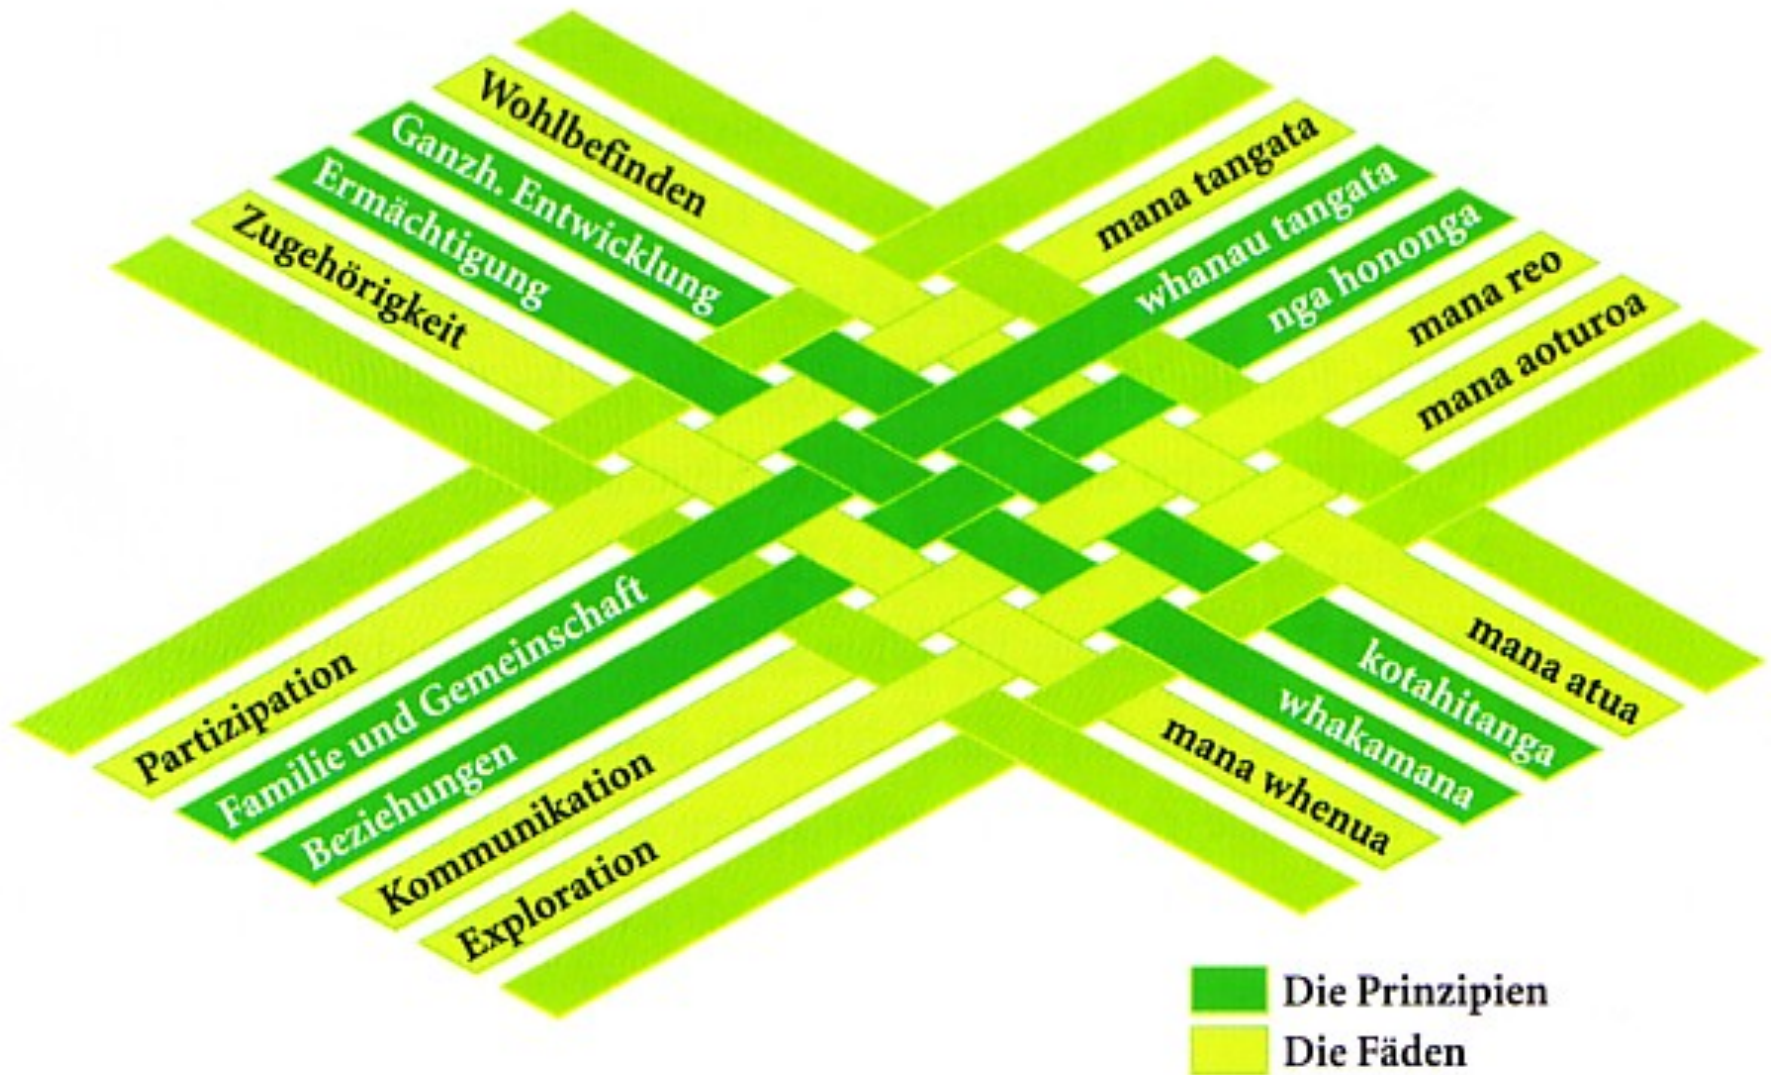 Wohlbefinden
Ganzh. Entwicklung
Ermächtigung
Zugehörigkeit
mana tangata
whanau tangata
nga hononga
mana reo
mana aoturoa
Partizipation
Familie und Gemeinschaft
Beziehungen
Kommunikation
Exploration
mana atua
kotahitanga
whakamana
mana whenua
Die Prinzipien
Die Fäden